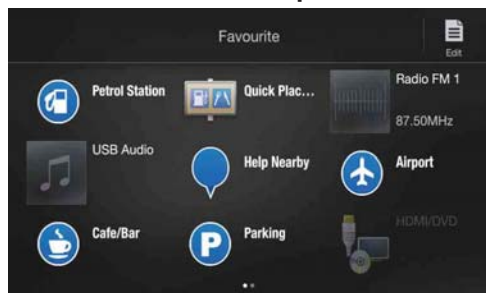 Favourite
Edit
Petrol Station
Quick Plac...
Radio FM 1
87.50MHz
USB Audio
Help Nearby
Airport
Cafe/Bar
P
Parking
HDMI/DVD